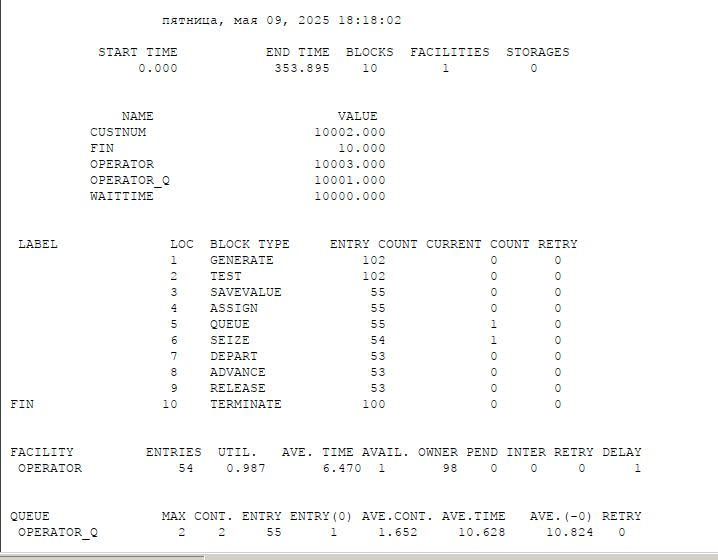 пятница, мая 09, 2025 18:18:02
START TIME END TIME BLOCKS FACILITIES STORAGES
0.000 353.895 10 1 0
NAME VALUE
CUSTNUM 10002.000
FIN 10.000
OPERATOR 10003.000
OPERATOR_Q 10001.000
WAITTIME 10000.000
LABEL LOC BLOCK TYPE ENTRY COUNT CURRENT COUNT RETRY
1 GENERATE 102 0 0
2 TEST 102 0 0
3 SAVEVALUE 55 0 0
4 ASSIGN 55 0 0
5 QUEUE 55 1 0
6 SEIZE 54 1 0
7 DEPART 53 0 0
8 ADVANCE 53 0 0
9 RELEASE 53 0 0
FIN 10 TERMINATE 100 0 0
FACILITY ENTRIES UTIL. AVE. TIME AVAIL. OWNER PEND INTER RETRY DELAY
OPERATOR 54 0.987 6.470 1 98 0 0 0 1
QUEUE MAX CONT. ENTRY ENTRY(0) AVE.CONT. AVE.TIME AVE.(-0) RETRY
OPERATOR_Q 2 2 55 1 1.652 10.628 10.824 0